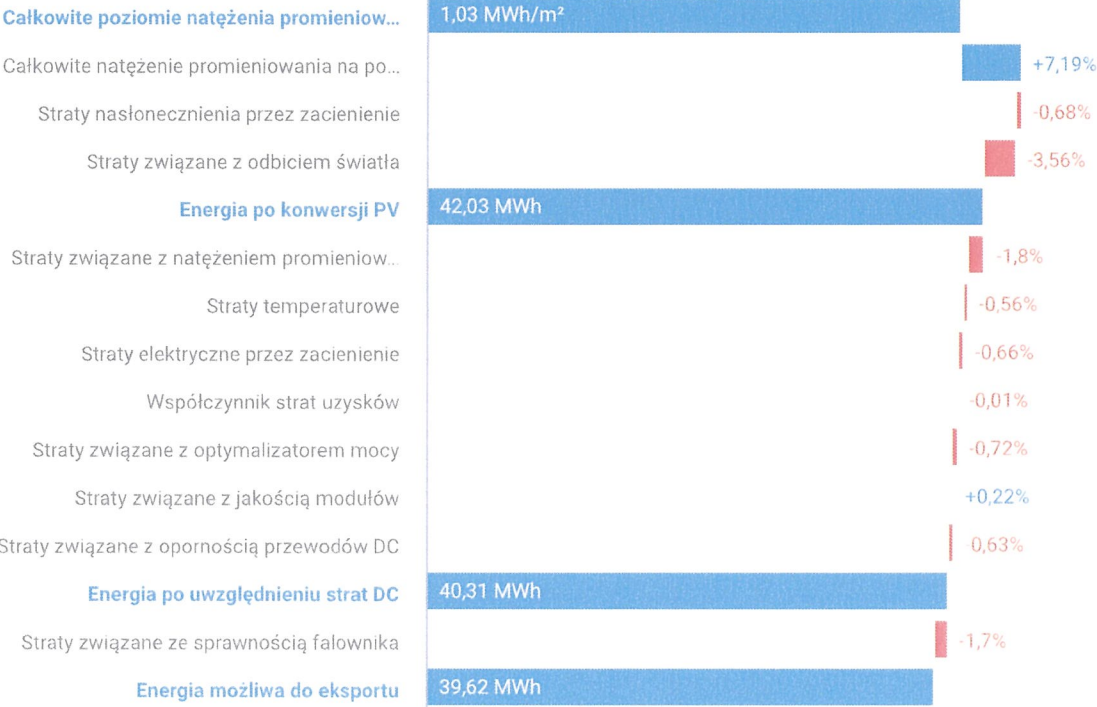 Całkowite poziomie natężenia promieniow... 1,03 MWh/m²
Całkowite natężenie promieniowania na po... +7,19%
Straty nasłonecznienia przez zacienienie -0,68%
Straty związane z odbiciem światła -3,56%
Energia po konwersji PV 42,03 MWh
Straty związane z natężeniem promieniow... -1,8%
Straty temperaturowe -0,56%
Straty elektryczne przez zacienienie -0,66%
Współczynnik strat uzysków -0,01%
Straty związane z optymalizatorem mocy -0,72%
Straty związane z jakością modułów +0,22%
Straty związane z opornością przewodów DC 0,63%
Energia po uwzględnieniu strat DC 40,31 MWh
Straty związane ze sprawnością falownika -1,7%
Energia możliwa do eksportu 39,62 MWh